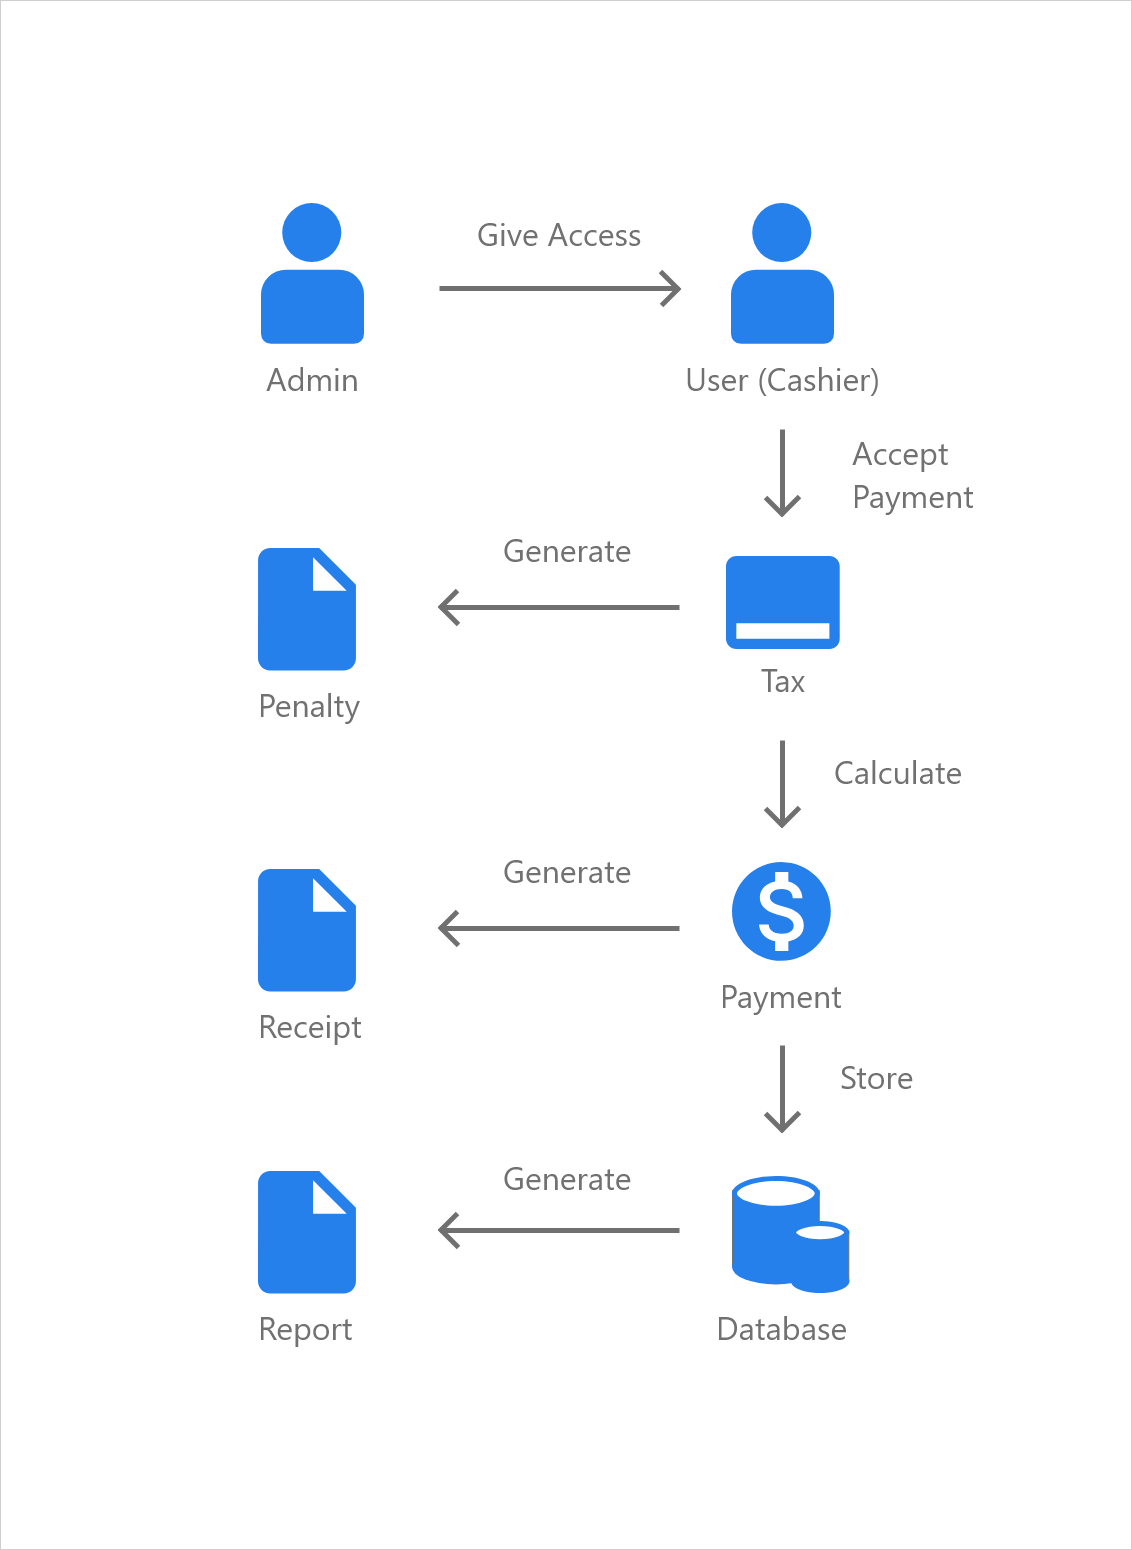 Give Access
Admin
User (Cashier)
Accept
Payment
Generate
Penalty
Tax
Calculate
Generate
Receipt
Payment
Store
Generate
Report
Database